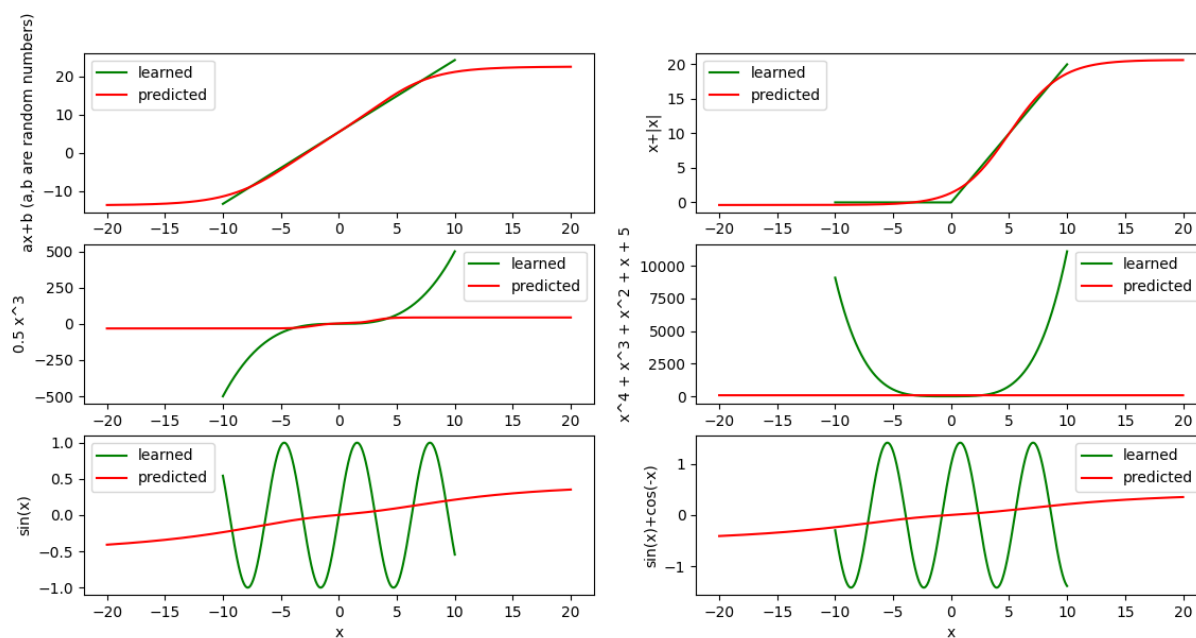 ax+b (a,b are random numbers)
learned
predicted
20
10
0
−10
−20 −15 −10 −5 0 5 10 15 20
x+|x|
learned
predicted
20
15
10
5
0
−20 −15 −10 −5 0 5 10 15 20
0.5 x^3
learned
predicted
500
250
0
−250
−500
−20 −15 −10 −5 0 5 10 15 20
x^4 + x^3 + x^2 + x + 5
learned
predicted
10000
7500
5000
2500
0
−20 −15 −10 −5 0 5 10 15 20
sin(x)
learned
predicted
1.0
0.5
0.0
−0.5
−1.0
−20 −15 −10 −5 0 5 10 15 20
x
sin(x)+cos(-x)
learned
predicted
1
0
−1
−20 −15 −10 −5 0 5 10 15 20
x